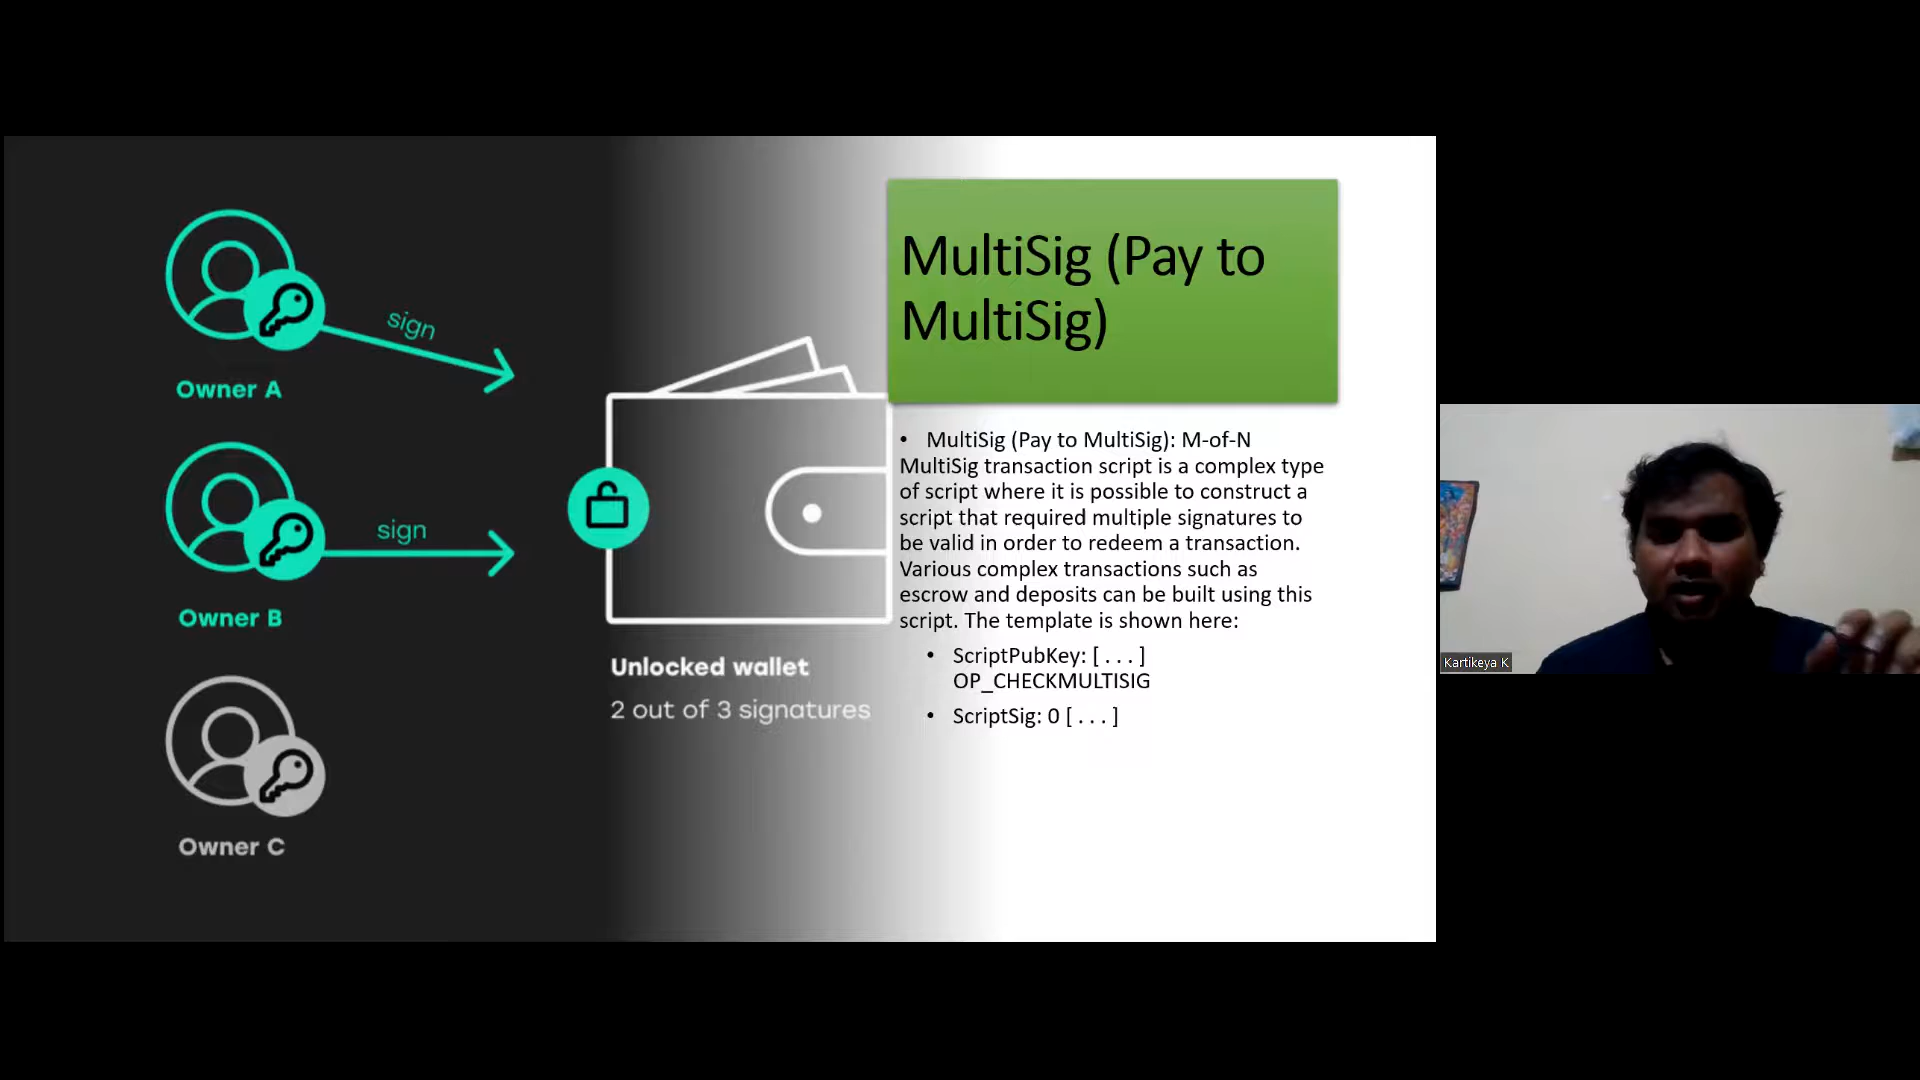 sign
Owner A
sign
Owner B
Owner C
Unlocked wallet
2 out of 3 signatures
MultiSig (Pay to
MultiSig)
• MultiSig (Pay to MultiSig): M-of-N
MultiSig transaction script is a complex type
of script where it is possible to construct a
script that required multiple signatures to
be valid in order to redeem a transaction.
Various complex transactions such as
escrow and deposits can be built using this
script. The template is shown here:
• ScriptPubKey: [ . . . ]
OP_CHECKMULTISIG
• ScriptSig: 0 [ . . . ]
Kartikeya K